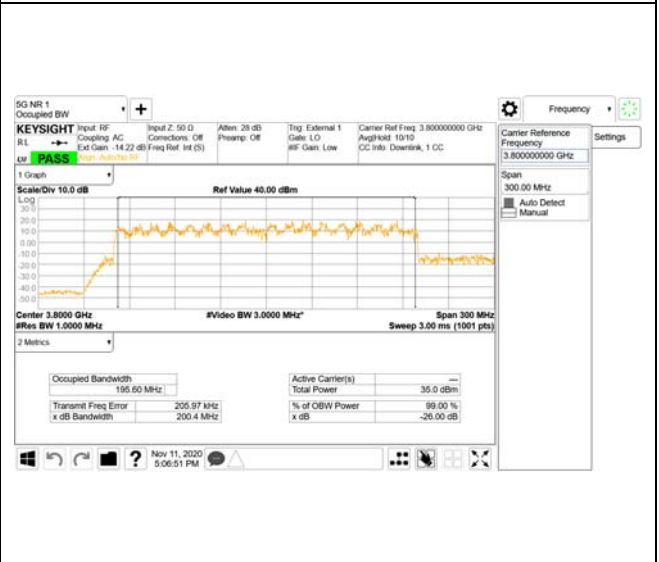 5G NR 1
Occupied BW
Frequency
KEYSIGHT
Input: RF
Coupling: AC
Ext Gain: -14.22 dB
Align: Auto/No RF
Input Z: 50 Ω
Corrections: Off
Freq Ref: Int (S)
Atten: 28 dB
Preamp: Off
Trig: External 1
Gate: LO
#IF Gain: Low
Carrier Ref Freq: 3.800000000 GHz
Avg|Hold: 10/10
CC Info: Downlink, 1 CC
RL
PASS
Carrier Reference
Frequency
3.800000000 GHz
Settings
Span
300.00 MHz
Auto Detect
Manual
1 Graph
Scale/Div 10.0 dB
Ref Value 40.00 dBm
Log
30.0
20.0
10.0
0.00
-10.0
-20.0
-30.0
-40.0
-50.0
Center 3.8000 GHz
#Video BW 3.0000 MHz*
Span 300 MHz
#Res BW 1.0000 MHz
Sweep 3.00 ms (1001 pts)
2 Metrics
Occupied Bandwidth
195.60 MHz
Transmit Freq Error 205.97 kHz
x dB Bandwidth 200.4 MHz
Active Carrier(s) ---
Total Power 35.0 dBm
% of OBW Power 99.00 %
x dB -26.00 dB
Nov 11, 2020
5:06:51 PM